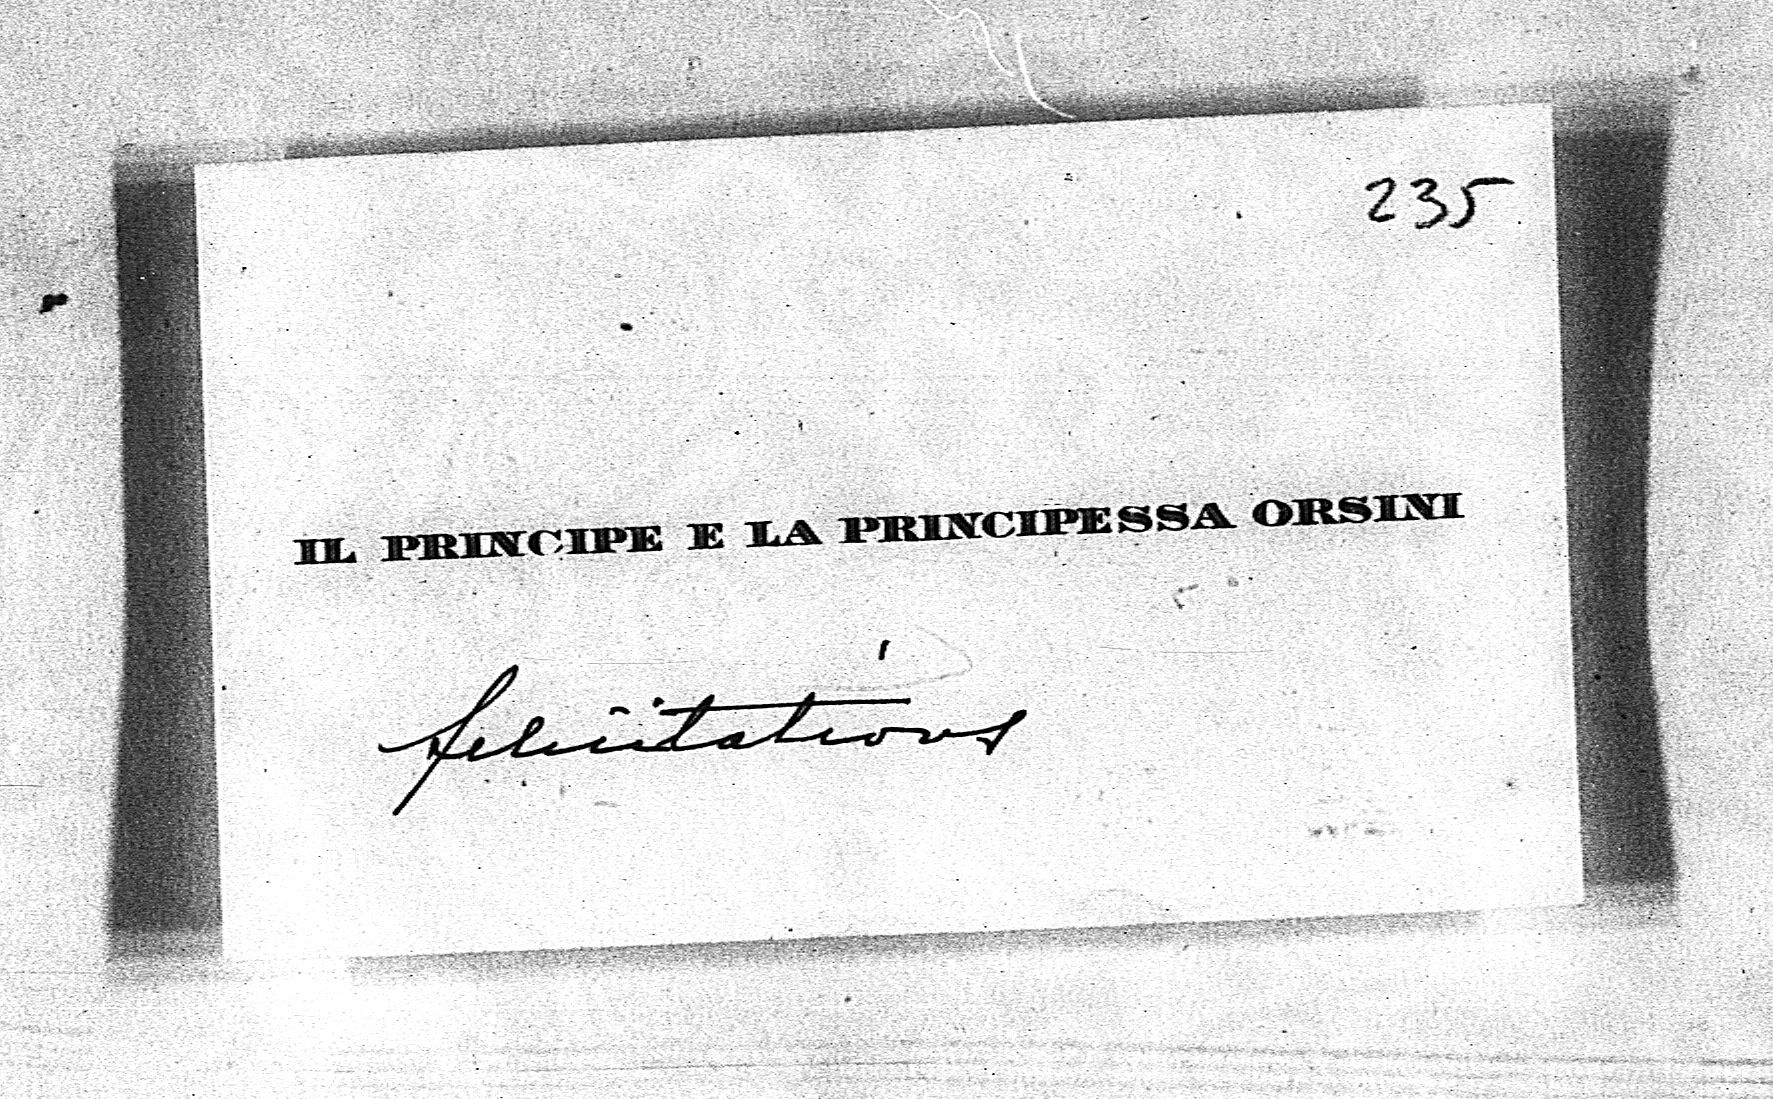 235
IL PRINCIPE E LA PRINCIPESSA ORSINI
felicitations